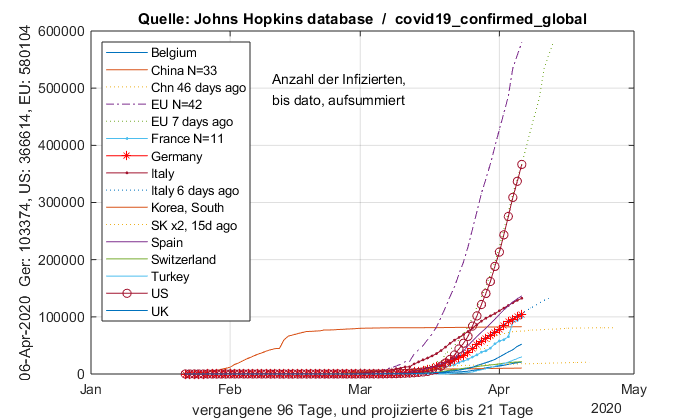 Quelle: Johns Hopkins database / covid19_confirmed_global
06-Apr-2020 Ger: 103374, US: 366614, EU: 580104
600000
500000
400000
300000
200000
100000
0
Belgium
China N=33
Chn 46 days ago
EU N=42
EU 7 days ago
France N=11
Germany
Italy
Italy 6 days ago
Korea, South
SK x2, 15d ago
Spain
Switzerland
Turkey
US
UK
Anzahl der Infizierten,
bis dato, aufsummiert
Jan Feb Mar Apr May
2020
vergangene 96 Tage, und projizierte 6 bis 21 Tage